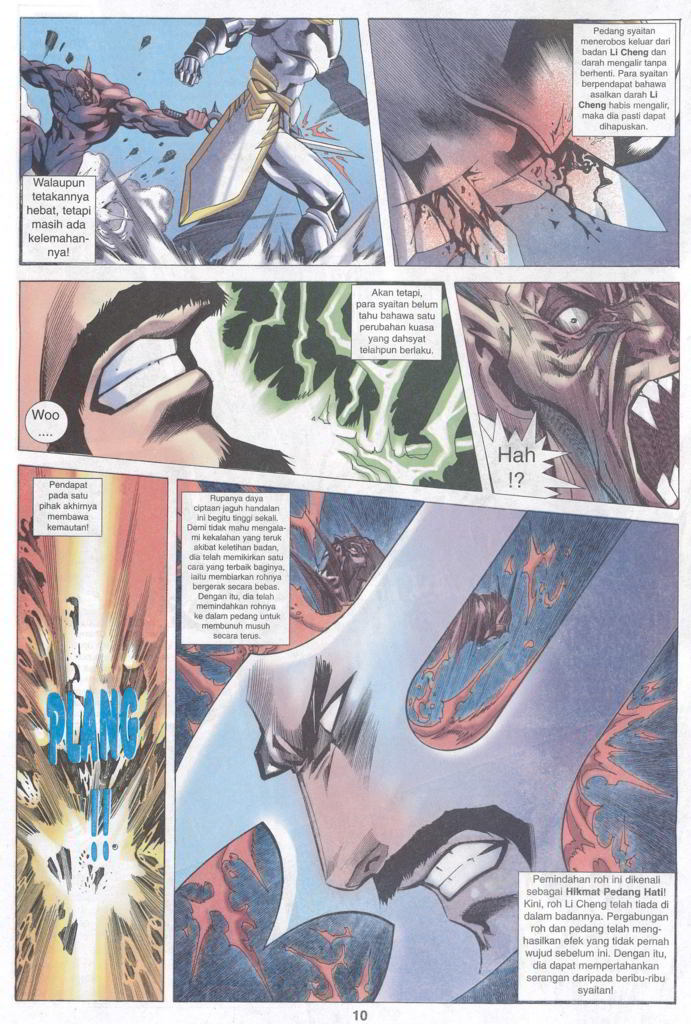 Walaupun
tetakannya
hebat, tetapi
masih ada
kelemahan-
nya!
Pedang syaitan
menerobos keluar dari
badan Li Cheng dan
darah mengalir tanpa
berhenti. Para syaitan
berpendapat bahawa
asalkan darah Li
Cheng habis mengalir,
maka dia pasti dapat
dihapuskan.
Woo
....
Akan tetapi,
para syaitan belum
tahu bahawa satu
perubahan kuasa
yang dahsyat
telahpun berlaku.
Hah
!?
Pendapat
pada satu
pihak akhirnya
membawa
kemautan!
PLANG
!!
Rupanya daya
ciptaan jaguh handalan
ini begitu tinggi sekali.
Demi tidak mahu mengala-
mi kekalahan yang teruk
akibat keletihan badan,
dia telah memikirkan satu
cara yang terbaik baginya,
iaitu membiarkan rohnya
bergerak secara bebas.
Dengan itu, dia telah
memindahkan rohnya
ke dalam pedang untuk
membunuh musuh
secara terus.
Pemindahan roh ini dikenali
sebagai Hikmat Pedang Hati!
Kini, roh Li Cheng telah tiada di
dalam badannya. Pergabungan
roh dan pedang telah meng-
hasilkan efek yang tidak pernah
wujud sebelum ini. Dengan itu,
dia dapat mempertahankan
serangan daripada beribu-ribu
syaitan!
10